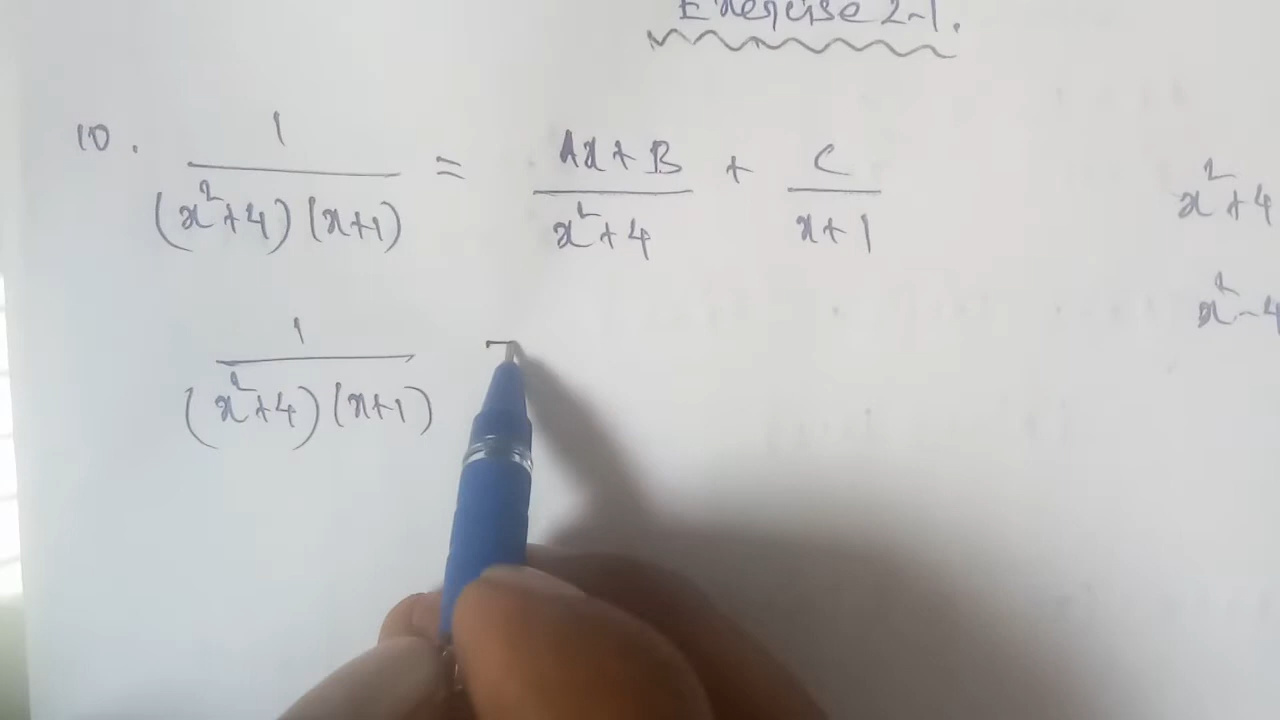 Exercise 2-1.
10. 1/((x²+4)(x+1)) = (Ax+B)/(x²+4) + C/(x+1)
x²+4
x²-4
1/((x²+4)(x+1))